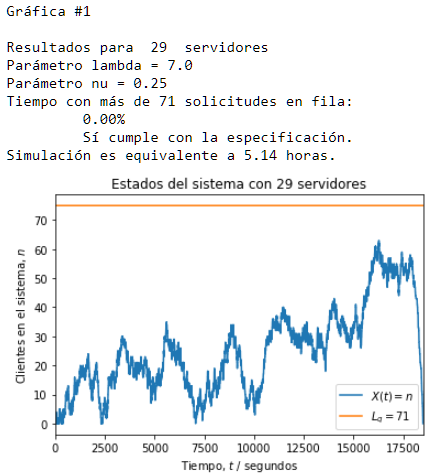 Gráfica #1
Resultados para  29  servidores
Parámetro lambda = 7.0
Parámetro nu = 0.25
Tiempo con más de 71 solicitudes en fila:
0.00%
Sí cumple con la especificación.
Simulación es equivalente a 5.14 horas.
Estados del sistema con 29 servidores
Clientes en el sistema, n
70
60
50
40
30
20
10
0
X(t) = n
L_q = 71
0 2500 5000 7500 10000 12500 15000 17500
Tiempo, t / segundos